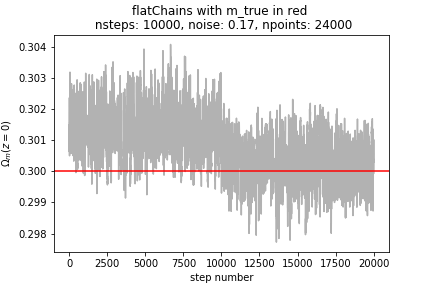 flatChains with m_true in red
nsteps: 10000, noise: 0.17, npoints: 24000
0.304
0.303
0.302
0.301
0.300
0.299
0.298
Ωm(z = 0)
0 2500 5000 7500 10000 12500 15000 17500 20000
step number